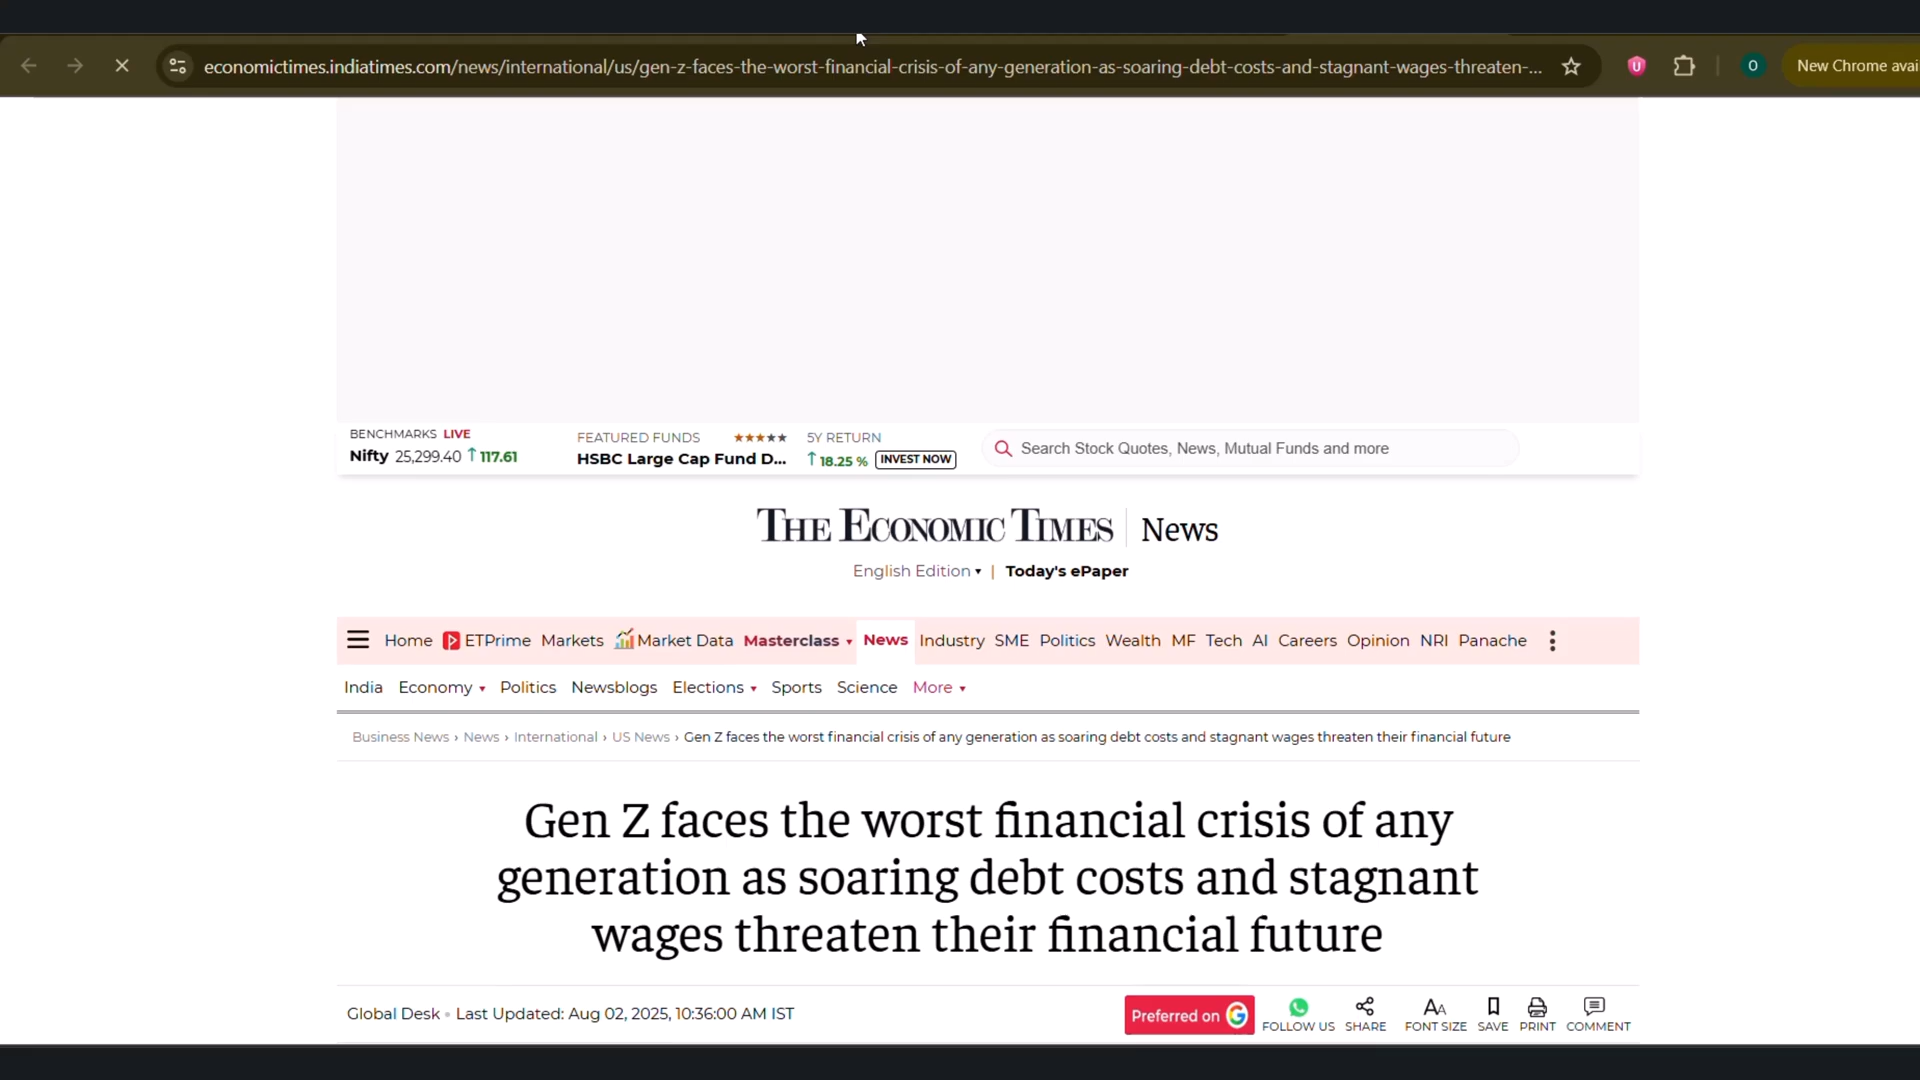 economictimes.indiatimes.com/news/international/us/gen-z-faces-the-worst-financial-crisis-of-any-generation-as-soaring-debt-costs-and-stagnant-wages-threaten-...
O
New Chrome avai
BENCHMARKS LIVE
Nifty 25,299.40 ↑117.61
FEATURED FUNDS ★★★★★
HSBC Large Cap Fund D...
5Y RETURN
↑18.25 % INVEST NOW
Search Stock Quotes, News, Mutual Funds and more
THE ECONOMIC TIMES | News
English Edition ▾ | Today's ePaper
Home ETPrime Markets Market Data Masterclass ▾ News Industry SME Politics Wealth MF Tech AI Careers Opinion NRI Panache
India Economy ▾ Politics Newsblogs Elections ▾ Sports Science More ▾
Business News › News › International › US News › Gen Z faces the worst financial crisis of any generation as soaring debt costs and stagnant wages threaten their financial future
Gen Z faces the worst financial crisis of any
generation as soaring debt costs and stagnant
wages threaten their financial future
Global Desk • Last Updated: Aug 02, 2025, 10:36:00 AM IST
Preferred on G
FOLLOW US SHARE FONT SIZE SAVE PRINT COMMENT